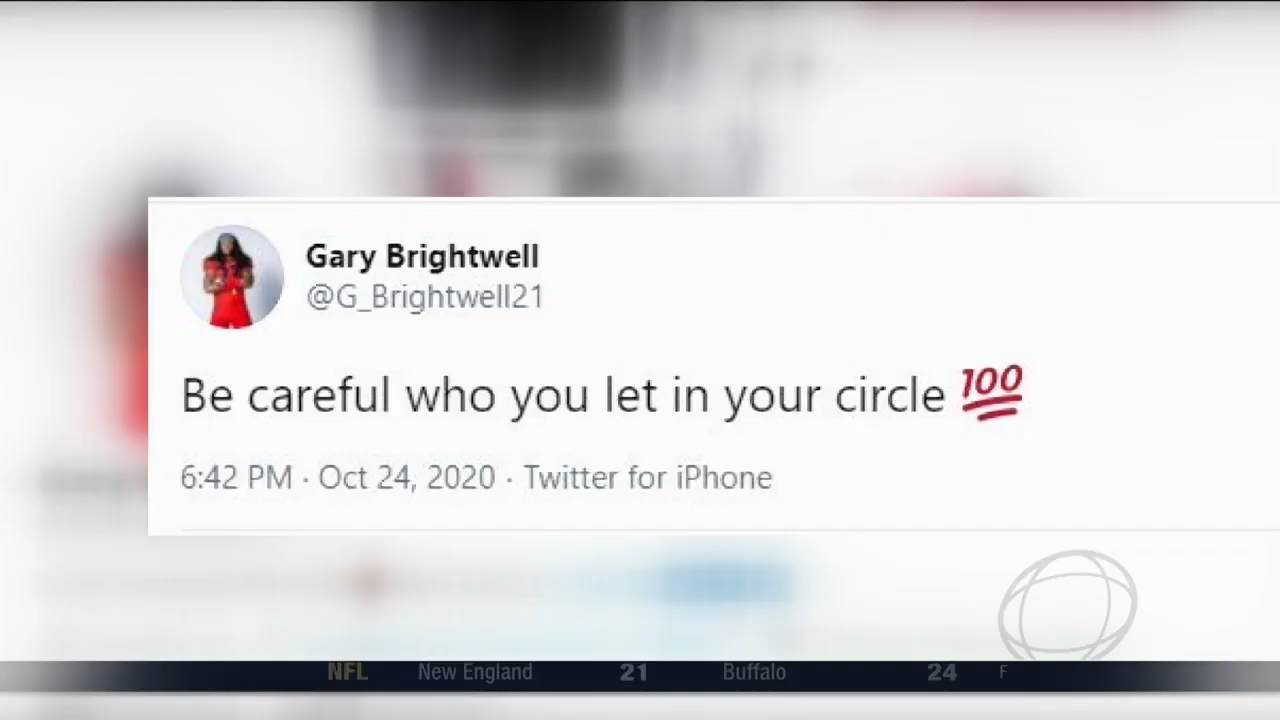 Gary Brightwell
@G_Brightwell21
Be careful who you let in your circle 💯
6:42 PM · Oct 24, 2020 · Twitter for iPhone
NFL New England 21 Buffalo 24 F